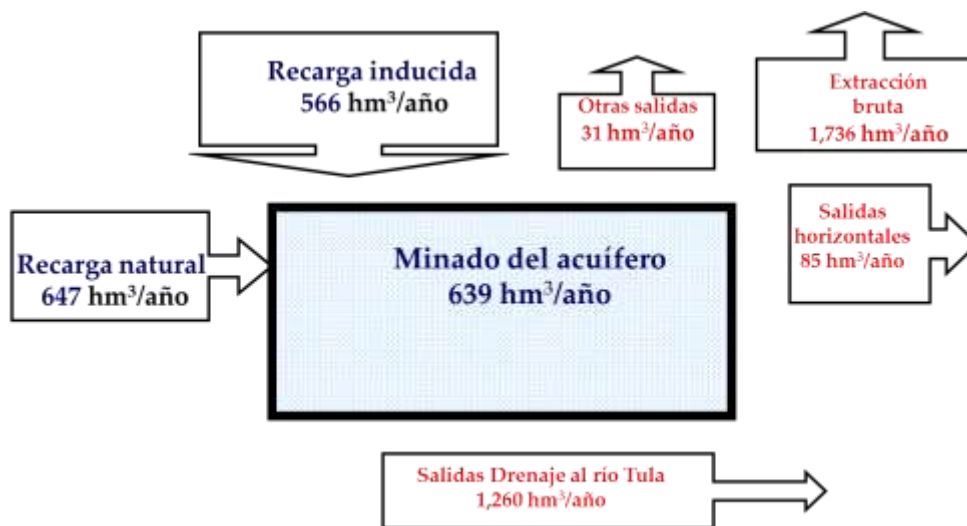 Recarga inducida
566 hm³/año
Otras salidas
31 hm³/año
Extracción
bruta
1,736 hm³/año
Recarga natural
647 hm³/año
Minado del acuífero
639 hm³/año
Salidas
horizontales
85 hm³/año
Salidas Drenaje al río Tula
1,260 hm³/año